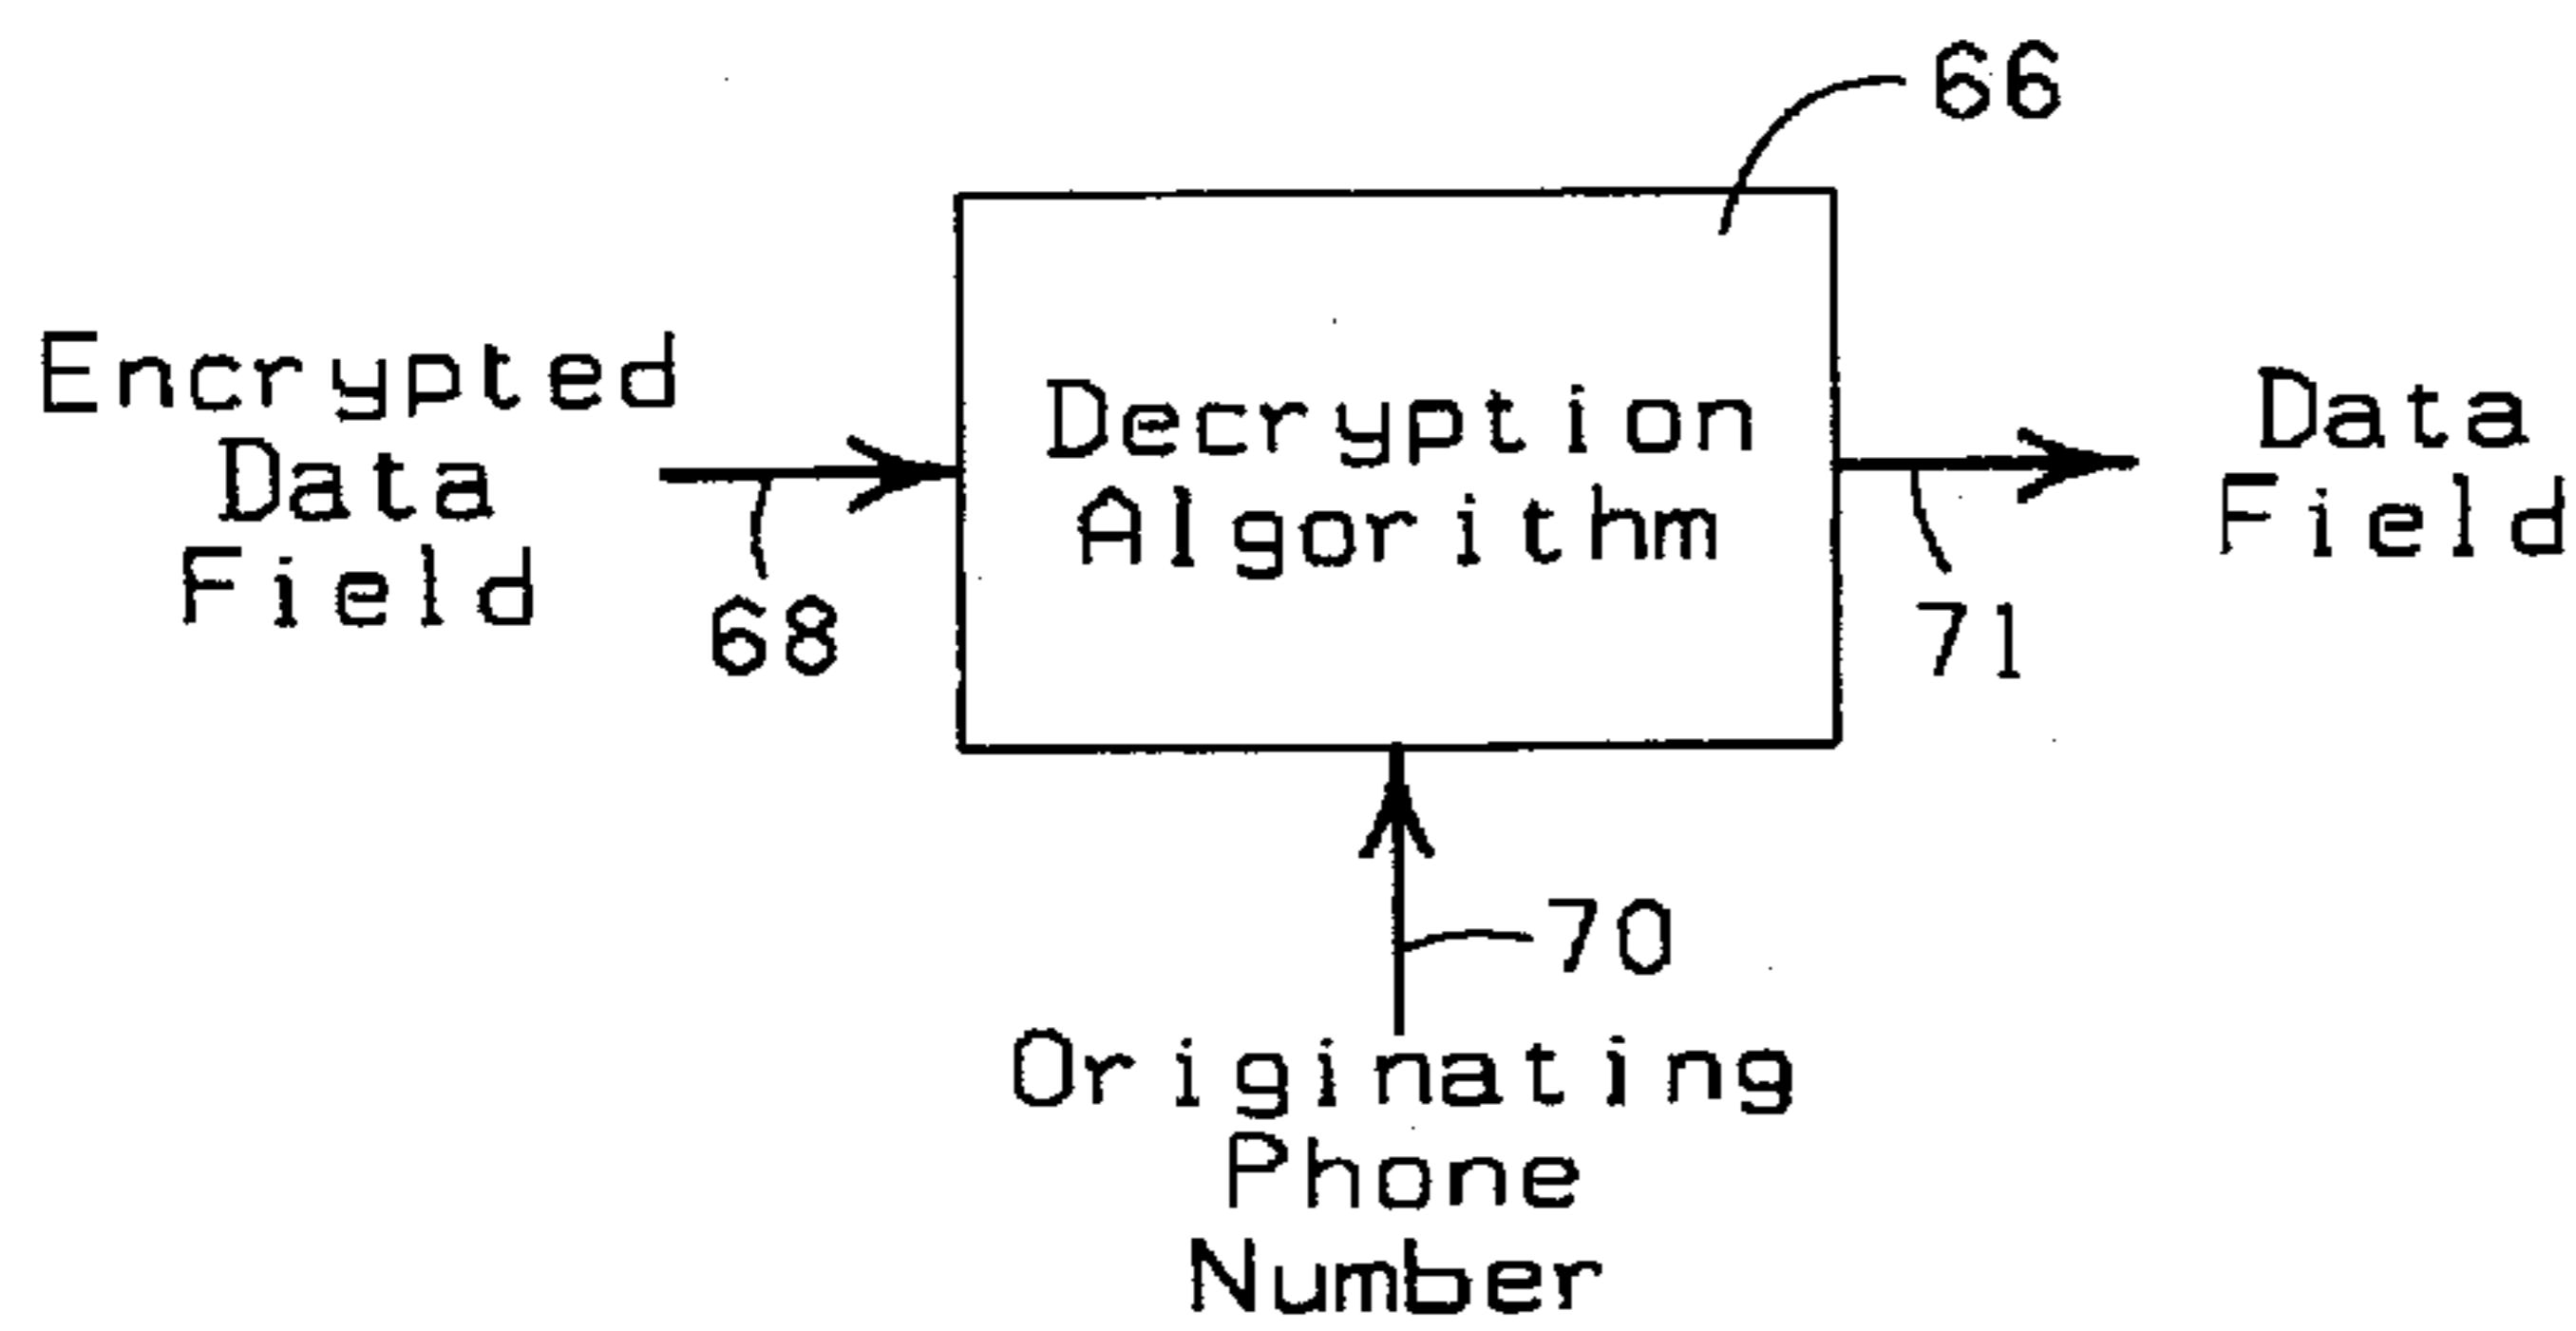 66
Encrypted
Data
Field
68
Decryption
Algorithm
Data
Field
71
70
Originating
Phone
Number